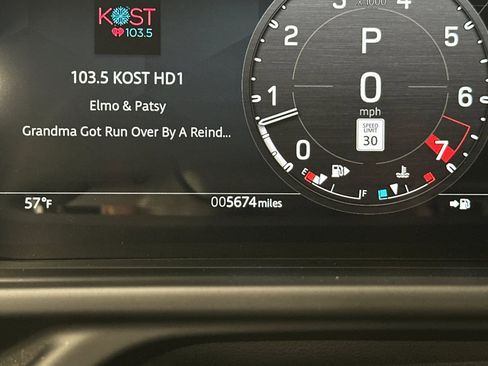 KOST
103.5
103.5 KOST HD1
Elmo & Patsy
Grandma Got Run Over By A Reind...
57°F
005674 miles
x1000
0
1
2
3
4
5
6
7
P
0
mph
SPEED
LIMIT
30
E
F